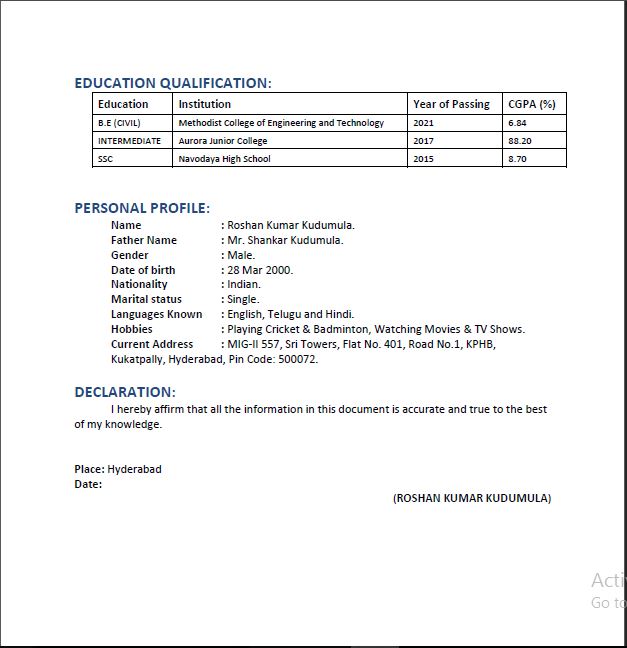 EDUCATION QUALIFICATION:
Education Institution Year of Passing CGPA (%)
B.E (CIVIL) Methodist College of Engineering and Technology 2021 6.84
INTERMEDIATE Aurora Junior College 2017 88.20
SSC Navodaya High School 2015 8.70
PERSONAL PROFILE:
Name : Roshan Kumar Kudumula.
Father Name : Mr. Shankar Kudumula.
Gender : Male.
Date of birth : 28 Mar 2000.
Nationality : Indian.
Marital status : Single.
Languages Known : English, Telugu and Hindi.
Hobbies : Playing Cricket & Badminton, Watching Movies & TV Shows.
Current Address : MIG-II 557, Sri Towers, Flat No. 401, Road No.1, KPHB,
Kukatpally, Hyderabad, Pin Code: 500072.
DECLARATION:
I hereby affirm that all the information in this document is accurate and true to the best
of my knowledge.
Place: Hyderabad
Date:
(ROSHAN KUMAR KUDUMULA)
Acti
Go to